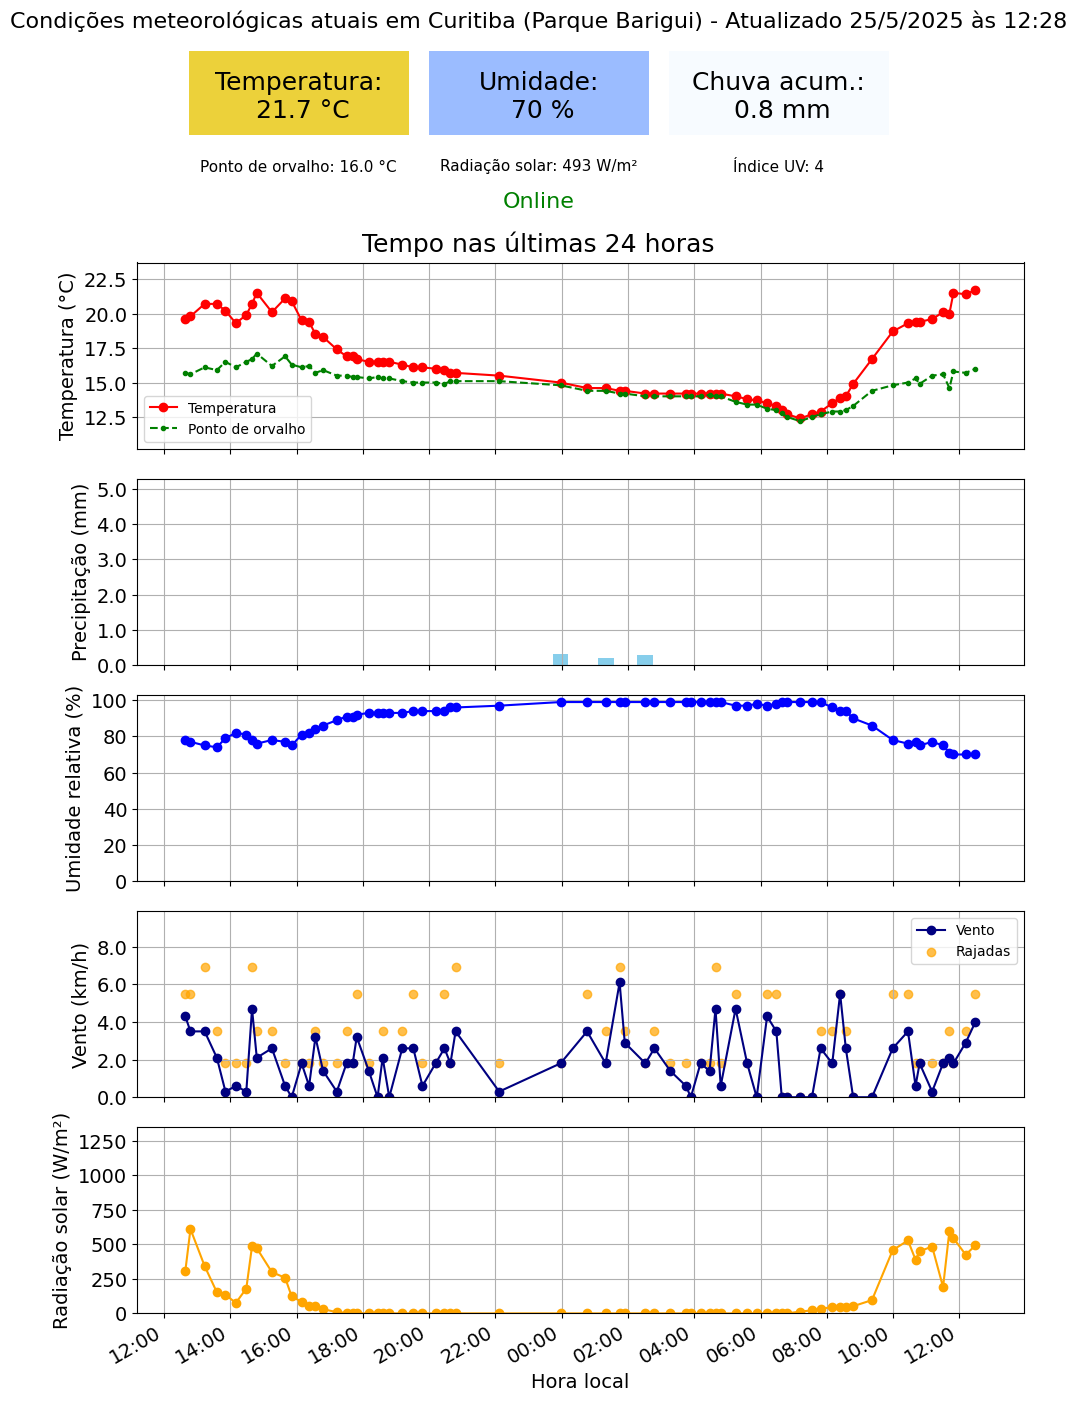 Condições meteorológicas atuais em Curitiba (Parque Barigui) - Atualizado 25/5/2025 às 12:28
Temperatura:
21.7 °C
Umidade:
70 %
Chuva acum.:
0.8 mm
Ponto de orvalho: 16.0 °C
Radiação solar: 493 W/m²
Índice UV: 4
Online
Tempo nas últimas 24 horas
Temperatura (°C)
22.5
20.0
17.5
15.0
12.5
Temperatura
Ponto de orvalho
Precipitação (mm)
5.0
4.0
3.0
2.0
1.0
0.0
Umidade relativa (%)
100
80
60
40
20
0
Vento (km/h)
8.0
6.0
4.0
2.0
0.0
Vento
Rajadas
Radiação solar (W/m²)
1250
1000
750
500
250
0
12:00
14:00
16:00
18:00
20:00
22:00
00:00
02:00
04:00
06:00
08:00
10:00
12:00
Hora local